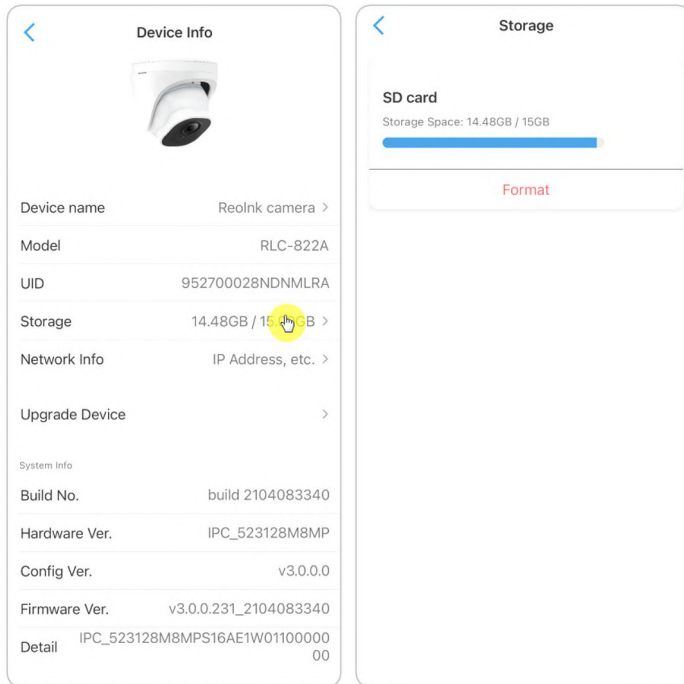 Device Info
Device name Reolnk camera >
Model RLC-822A
UID 952700028NDNMLRA
Storage 14.48GB / 15 GB >
Network Info IP Address, etc. >
Upgrade Device >
System Info
Build No. build 2104083340
Hardware Ver. IPC_523128M8MP
Config Ver. v3.0.0.0
Firmware Ver. v3.0.0.231_2104083340
Detail IPC_523128M8MPS16AE1W01100000
00
Storage
SD card
Storage Space: 14.48GB / 15GB
Format